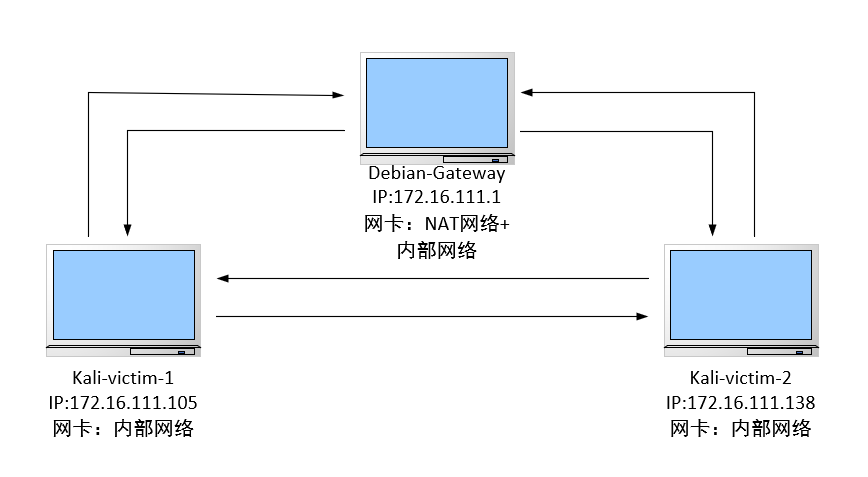 Debian-Gateway
IP:172.16.111.1
网卡：NAT网络+
内部网络
Kali-victim-1
IP:172.16.111.105
网卡：内部网络
Kali-victim-2
IP:172.16.111.138
网卡：内部网络